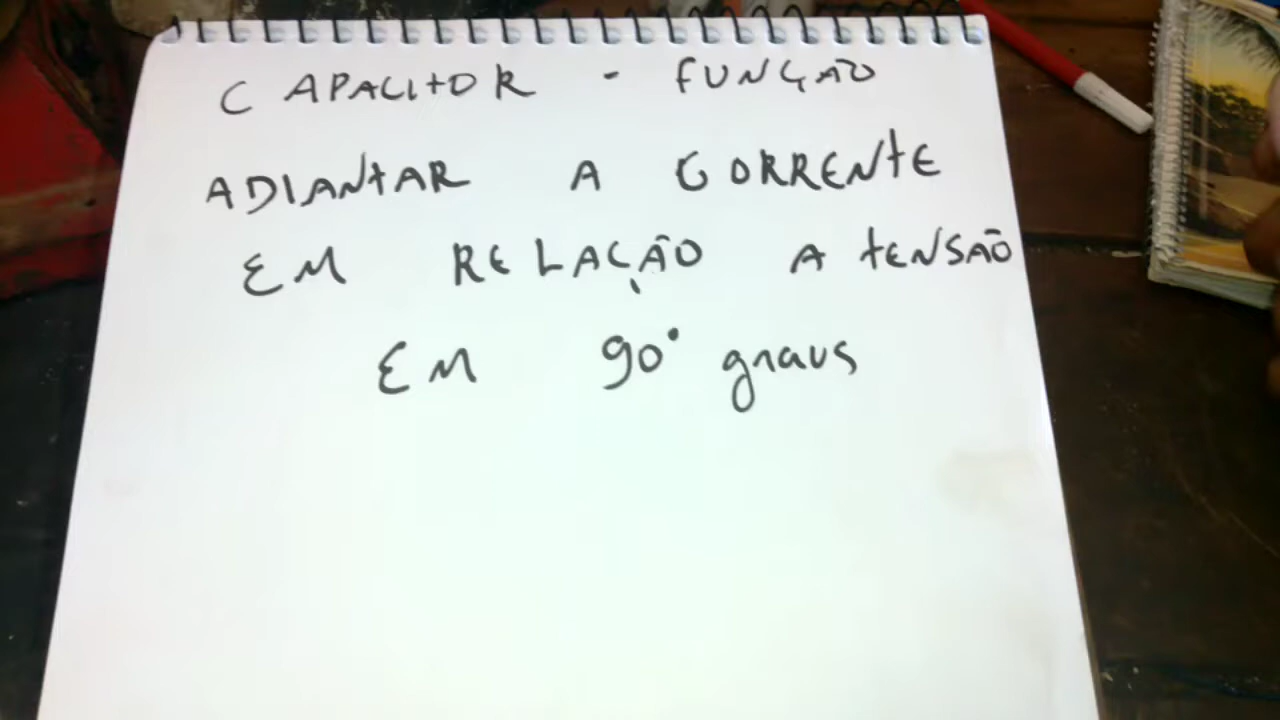 CAPACITOR - FUNÇÃO
ADIANTAR A CORRENTE
EM RELAÇÃO A TENSÃO
EM 90° graus